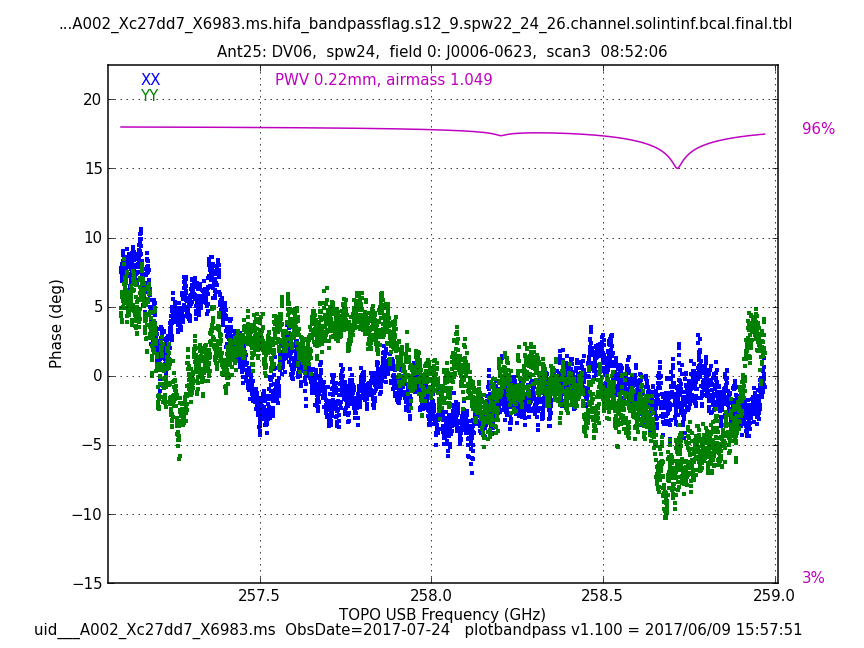 ...A002_Xc27dd7_X6983.ms.hifa_bandpassflag.s12_9.spw22_24_26.channel.solintinf.bcal.final.tbl
Ant25: DV06,  spw24,  field 0: J0006-0623,  scan3  08:52:06
XX
PWV 0.22mm, airmass 1.049
YY
20
96%
15
10
5
0
−5
−10
−15
3%
Phase (deg)
257.5
258.0
258.5
259.0
TOPO USB Frequency (GHz)
uid___A002_Xc27dd7_X6983.ms  ObsDate=2017-07-24   plotbandpass v1.100 = 2017/06/09 15:57:51